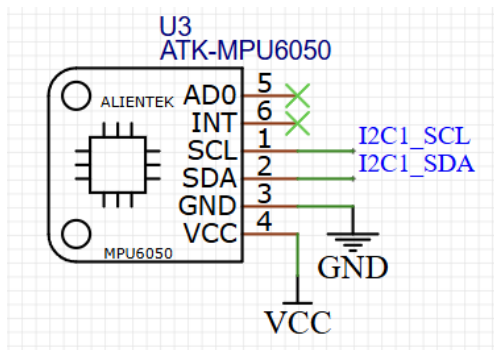 U3
ATK-MPU6050
ALIENTEK
AD0 5
INT 6
SCL 1 I2C1_SCL
SDA 2 I2C1_SDA
GND 3
VCC 4
MPU6050
GND
VCC